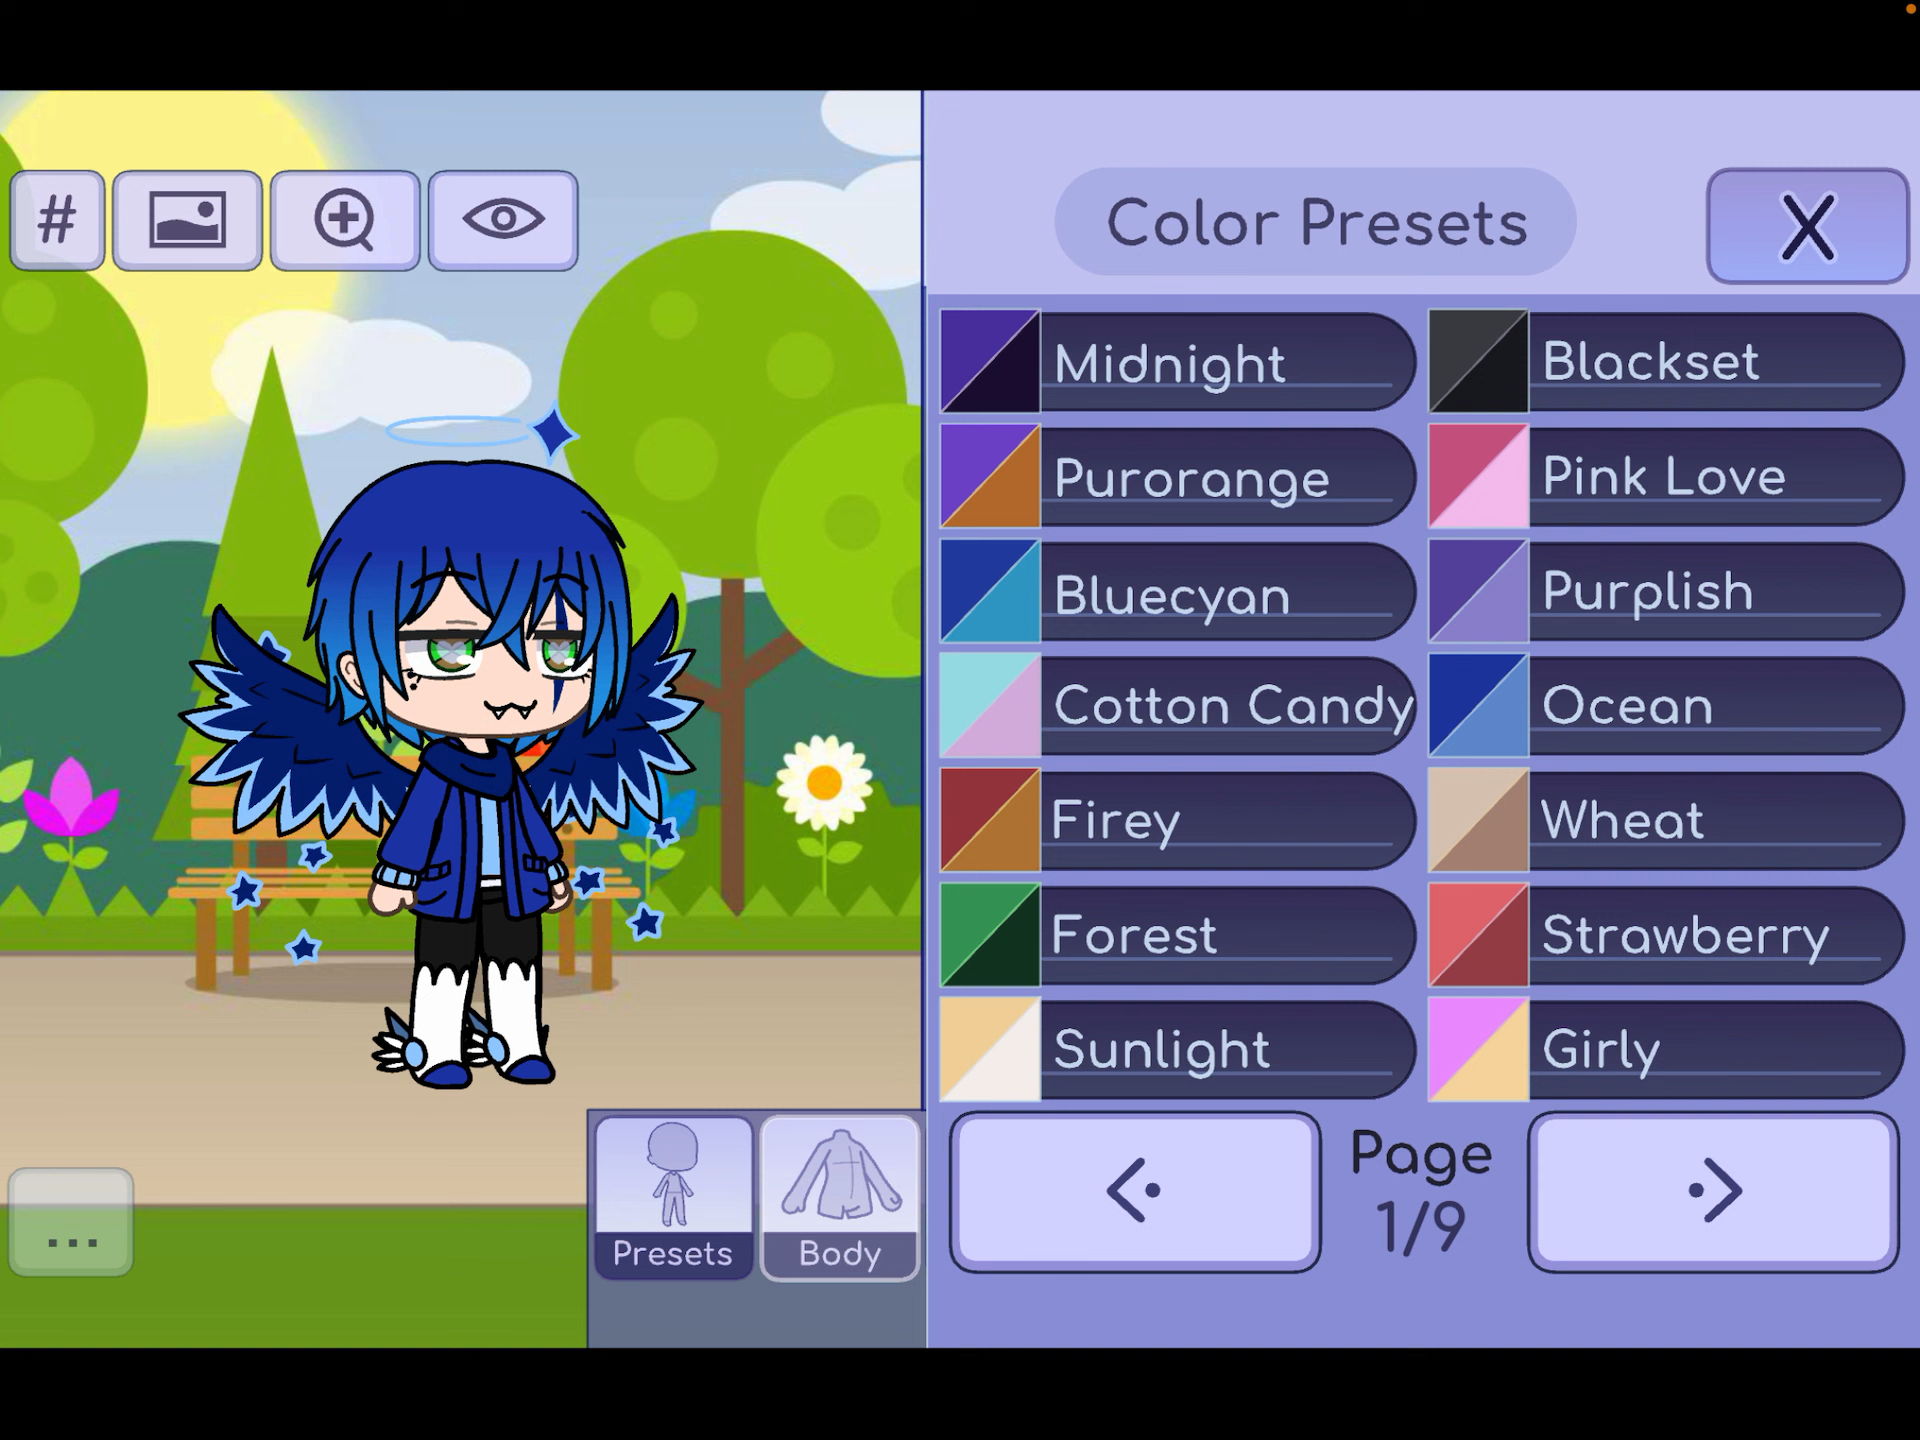 #
Color Presets
X
Midnight
Blackset
Purorange
Pink Love
Bluecyan
Purplish
Cotton Candy
Ocean
Firey
Wheat
Forest
Strawberry
Sunlight
Girly
...
Presets
Body
Page
1/9